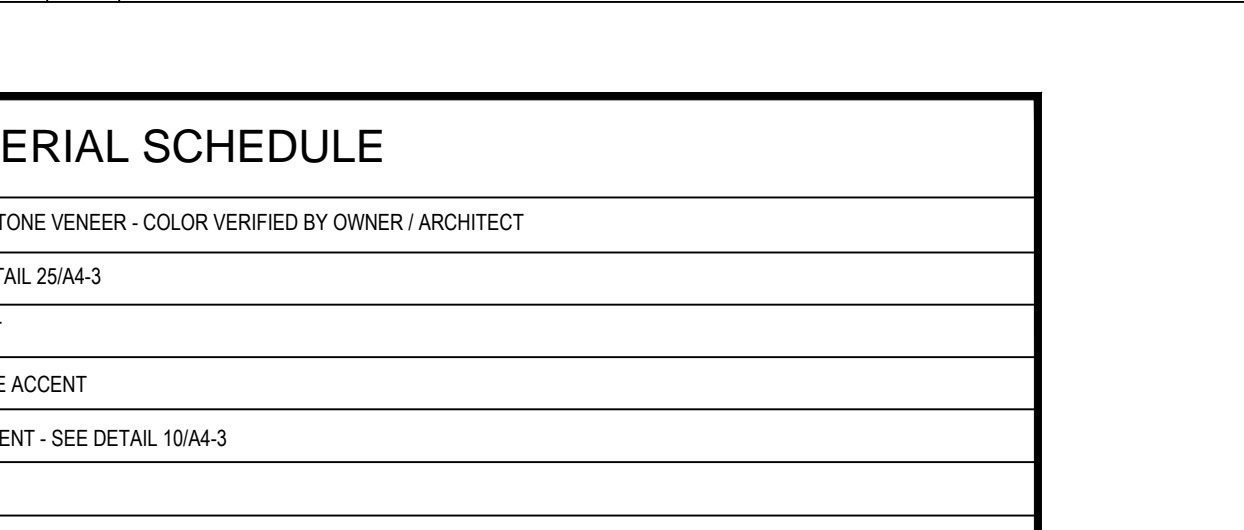 ERIAL SCHEDULE
TONE VENEER - COLOR VERIFIED BY OWNER / ARCHITECT
TAIL 25/A4-3
E ACCENT
ENT - SEE DETAIL 10/A4-3